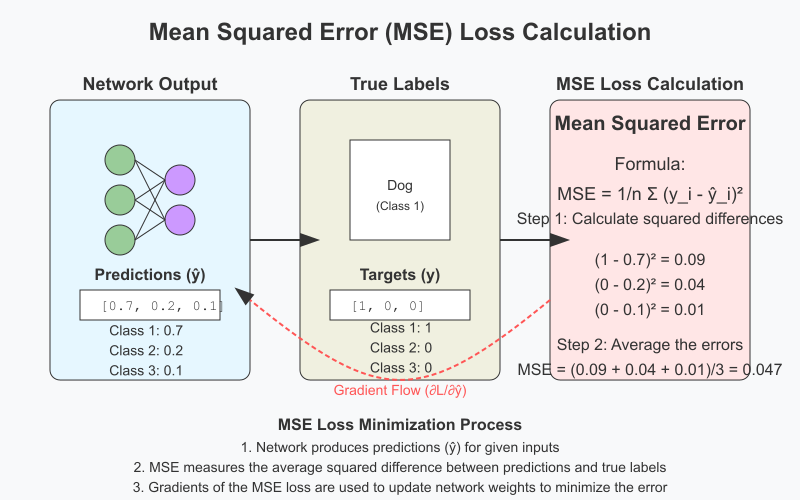 Mean Squared Error (MSE) Loss Calculation
Network Output
Predictions (ŷ)
[0.7, 0.2, 0.1]
Class 1: 0.7
Class 2: 0.2
Class 3: 0.1
True Labels
Dog
(Class 1)
Targets (y)
[1, 0, 0]
Class 1: 1
Class 2: 0
Class 3: 0
MSE Loss Calculation
Mean Squared Error
Formula:
MSE = 1/n Σ (y_i - ŷ_i)²
Step 1: Calculate squared differences
(1 - 0.7)² = 0.09
(0 - 0.2)² = 0.04
(0 - 0.1)² = 0.01
Step 2: Average the errors
MSE = (0.09 + 0.04 + 0.01)/3 = 0.047
Gradient Flow (∂L/∂ŷ)
MSE Loss Minimization Process
1. Network produces predictions (ŷ) for given inputs
2. MSE measures the average squared difference between predictions and true labels
3. Gradients of the MSE loss are used to update network weights to minimize the error